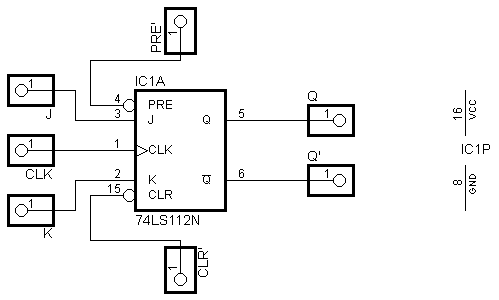 PRE'
1
IC1A
1
J
4
PRE
3
J
Q
5
Q
1
16
VCC
1
CLK
1
CLK
IC1P
Q'
1
2
K
Q
6
8
GND
1
K
15
CLR
74LS112N
1
CLR'